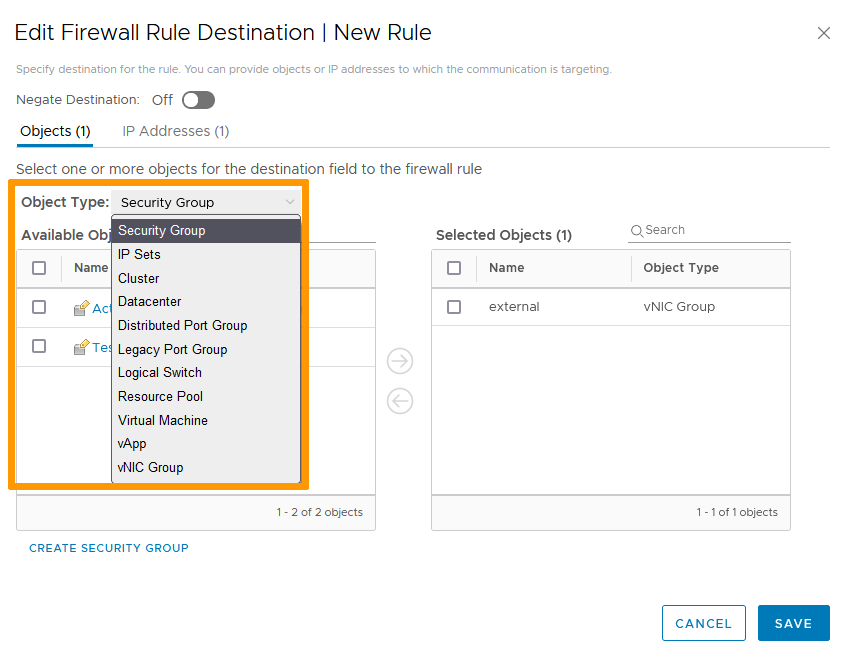 Edit Firewall Rule Destination | New Rule
Specify destination for the rule. You can provide objects or IP addresses to which the communication is targeting.
Negate Destination: Off
Objects (1) IP Addresses (1)
Select one or more objects for the destination field to the firewall rule
Object Type: Security Group
Available Obj
Security Group
IP Sets
Cluster
Datacenter
Distributed Port Group
Legacy Port Group
Logical Switch
Resource Pool
Virtual Machine
vApp
vNIC Group
Name
Act
Tes
1 - 2 of 2 objects
CREATE SECURITY GROUP
Selected Objects (1) Search
Name Object Type
external vNIC Group
1 - 1 of 1 objects
CANCEL SAVE